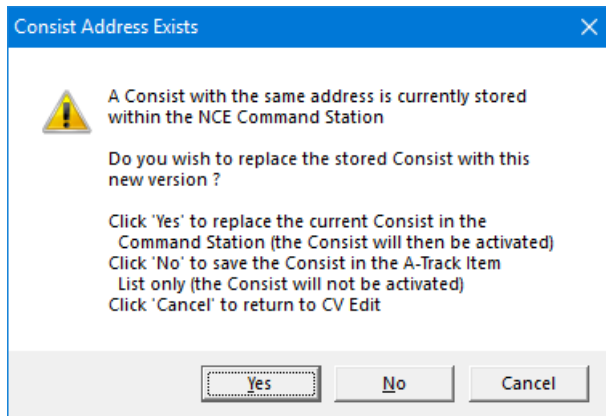 Consist Address Exists
A Consist with the same address is currently stored
within the NCE Command Station
Do you wish to replace the stored Consist with this
new version ?
Click 'Yes' to replace the current Consist in the
Command Station (the Consist will then be activated)
Click 'No' to save the Consist in the A-Track Item
List only (the Consist will not be activated)
Click 'Cancel' to return to CV Edit
Yes No Cancel